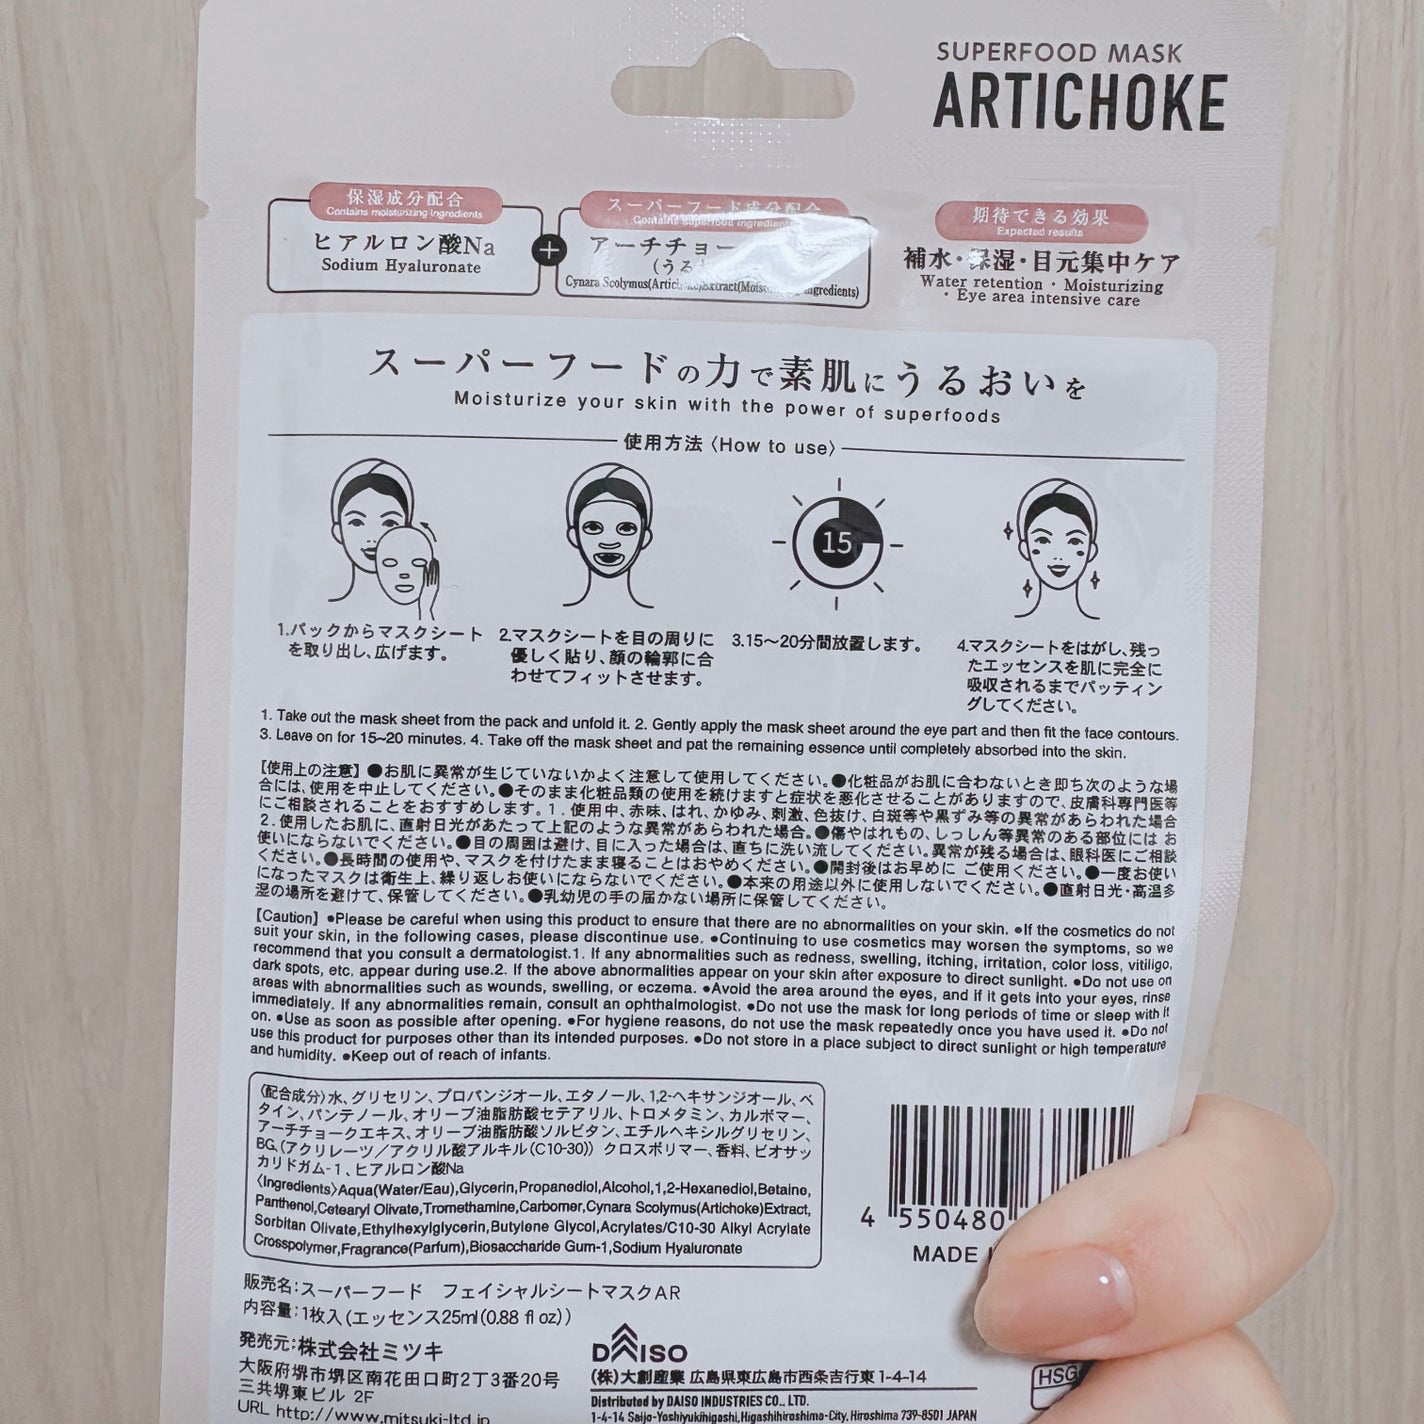 SUPERFOOD MASK
ARTICHOKE
保湿成分配合
Contains moisturizing ingredients
ヒアルロン酸Na
Sodium Hyaluronate
+
スーパーフード成分配合
Contains superfood ingredients
アーチチョー
(うる
Cynara Scolymus(Artichoke)Extract(Mois ingredients)
期待できる効果
Expected results
補水・保湿・目元集中ケア
Water retention・Moisturizing
・Eye area intensive care
スーパーフードの力で素肌にうるおいを
Moisturize your skin with the power of superfoods
使用方法〈How to use〉
15
1.パックからマスクシート
を取り出し、広げます。
2.マスクシートを目の周りに
優しく貼り、顔の輪郭に合
わせてフィットさせます。
3.15〜20分間放置します。
4.マスクシートをはがし、残っ
たエッセンスを肌に完全に
吸収されるまでパッティン
グしてください。
1. Take out the mask sheet from the pack and unfold it. 2. Gently apply the mask sheet around the eye part and then fit the face contours.
3. Leave on for 15~20 minutes. 4. Take off the mask sheet and pat the remaining essence until completely absorbed into the skin.
【使用上の注意】●お肌に異常が生じていないかよく注意して使用してください。●化粧品がお肌に合わないとき即ち次のような場
合には、使用を中止してください。●そのまま化粧品類の使用を続けますと症状を悪化させることがありますので、皮膚科専門医等
にご相談されることをおすすめします。1.使用中、赤味、はれ、かゆみ、刺激、色抜け、白斑等や黒ずみ等の異常があらわれた場合
2.使用したお肌に、直射日光があたって上記のような異常があらわれた場合。●傷やはれもの、しっしん等異常のある部位には お
使いにならないでください。●目の周囲は避け、目に入った場合は、直ちに洗い流してください。異常が残る場合は、眼科医にご相談
ください。●長時間の使用や、マスクを付けたまま寝ることはおやめください。●開封後はお早めに ご使用ください。●一度お使い
になったマスクは衛生上、繰り返しお使いにならないでください。●本来の用途以外に使用しないでください。●直射日光・高温多
湿の場所を避けて、保管してください。●乳幼児の手の届かない場所に保管してください。
【Caution】●Please be careful when using this product to ensure that there are no abnormalities on your skin. ●If the cosmetics do not
suit your skin, in the following cases, please discontinue use. ●Continuing to use cosmetics may worsen the symptoms, so we
recommend that you consult a dermatologist.1. If any abnormalities such as redness, swelling, itching, irritation, color loss, vitiligo,
dark spots, etc. appear during use.2. If the above abnormalities appear on your skin after exposure to direct sunlight. ●Do not use on
areas with abnormalities such as wounds, swelling, or eczema. ●Avoid the area around the eyes, and if it gets into your eyes, rinse
immediately. If any abnormalities remain, consult an ophthalmologist. ●Do not use the mask for long periods of time or sleep with it
on. ●Use as soon as possible after opening. ●For hygiene reasons, do not use the mask repeatedly once you have used it. ●Do not
use this product for purposes other than its intended purposes. ●Do not store in a place subject to direct sunlight or high temperature
and humidity. ●Keep out of reach of infants.
〈配合成分〉水、グリセリン、プロパンジオール、エタノール、1,2-ヘキサンジオール、ベ
タイン、パンテノール、オリーブ油脂肪酸セテアリル、トロメタミン、カルボマー、
アーチチョークエキス、オリーブ油脂肪酸ソルビタン、エチルヘキシルグリセリン、
BG、(アクリレーツ／アクリル酸アルキル(C10-30)) クロスポリマー、香料、ビオサッ
カリドガム-1、ヒアルロン酸Na
〈Ingredients〉Aqua(Water/Eau),Glycerin,Propanediol,Alcohol,1,2-Hexanediol,Betaine,
Panthenol,Cetearyl Olivate,Tromethamine,Carbomer,Cynara Scolymus(Artichoke)Extract,
Sorbitan Olivate,Ethylhexylglycerin,Butylene Glycol,Acrylates/C10-30 Alkyl Acrylate
Crosspolymer,Fragrance(Parfum),Biosaccharide Gum-1,Sodium Hyaluronate
4 550480
MADE
販売名:スーパーフード フェイシャルシートマスクAR
内容量:1枚入(エッセンス25ml(0.88 fl oz))
発売元:株式会社ミツキ
大阪府堺市堺区南花田口町2丁3番20号
三共堺東ビル 2F
URL http://www.mitsuki-ltd.jp
DAISO
(株)大創産業 広島県東広島市西条吉行東1-4-14
Distributed by DAISO INDUSTRIES CO., LTD.
1-4-14 Saijo-Yoshiyukihigashi, Higashihiroshima-City, Hiroshima 739-8501 JAPAN
HSG